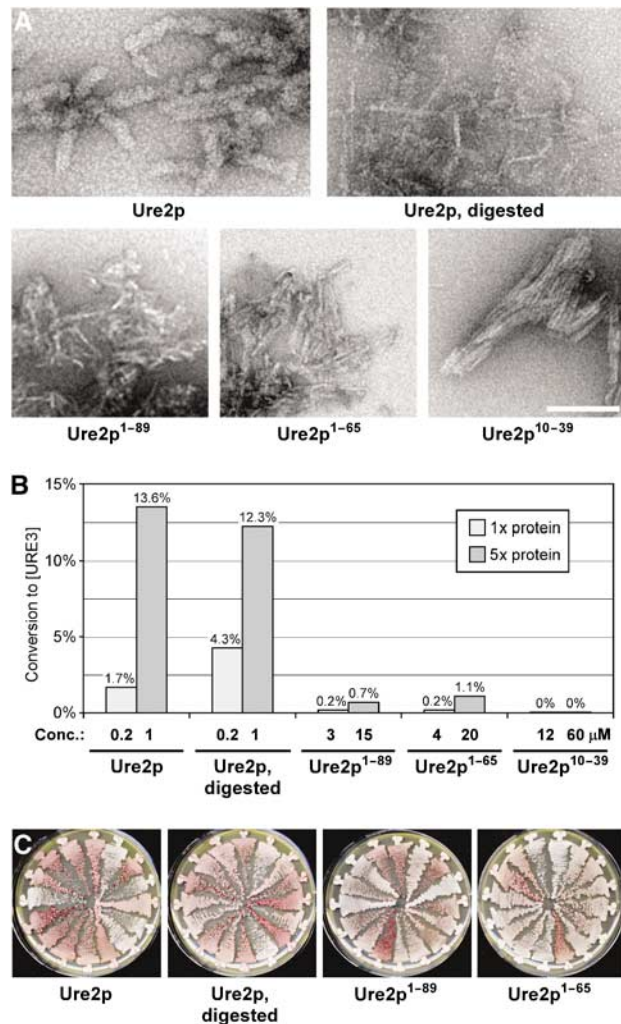 A
Ure2p
Ure2p, digested
Ure2p1–89
Ure2p1–65
Ure2p10–39
B
15%
10%
5%
0%
Conversion to [URE3]
13.6%
12.3%
1x protein
5x protein
1.7%
4.3%
0.2%
0.7%
0.2%
1.1%
0%
0%
Conc.: 0.2 1 0.2 1 3 15 4 20 12 60 μM
Ure2p
Ure2p, digested
Ure2p1–89
Ure2p1–65
Ure2p10–39
C
Ure2p
Ure2p, digested
Ure2p1–89
Ure2p1–65